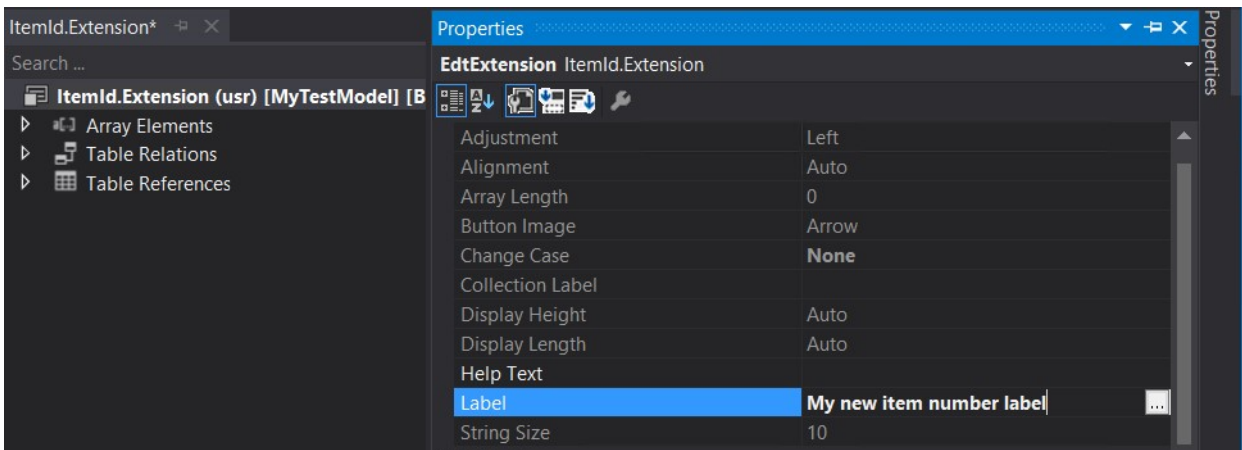 ItemId.Extension*
Search ...
ItemId.Extension (usr) [MyTestModel] [B
Array Elements
Table Relations
Table References
Properties
EdtExtension ItemId.Extension
Adjustment Left
Alignment Auto
Array Length 0
Button Image Arrow
Change Case None
Collection Label
Display Height Auto
Display Length Auto
Help Text
Label My new item number label ...
String Size 10
Properties